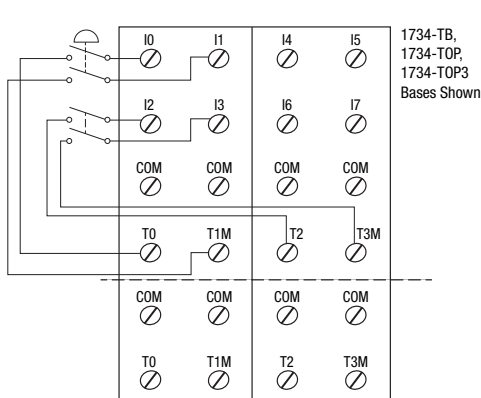 I0 I1 I4 I5
1734-TB,
1734-TOP,
1734-TOP3
Bases Shown
I2 I3 I6 I7
COM COM COM COM
T0 T1M T2 T3M
COM COM COM COM
T0 T1M T2 T3M